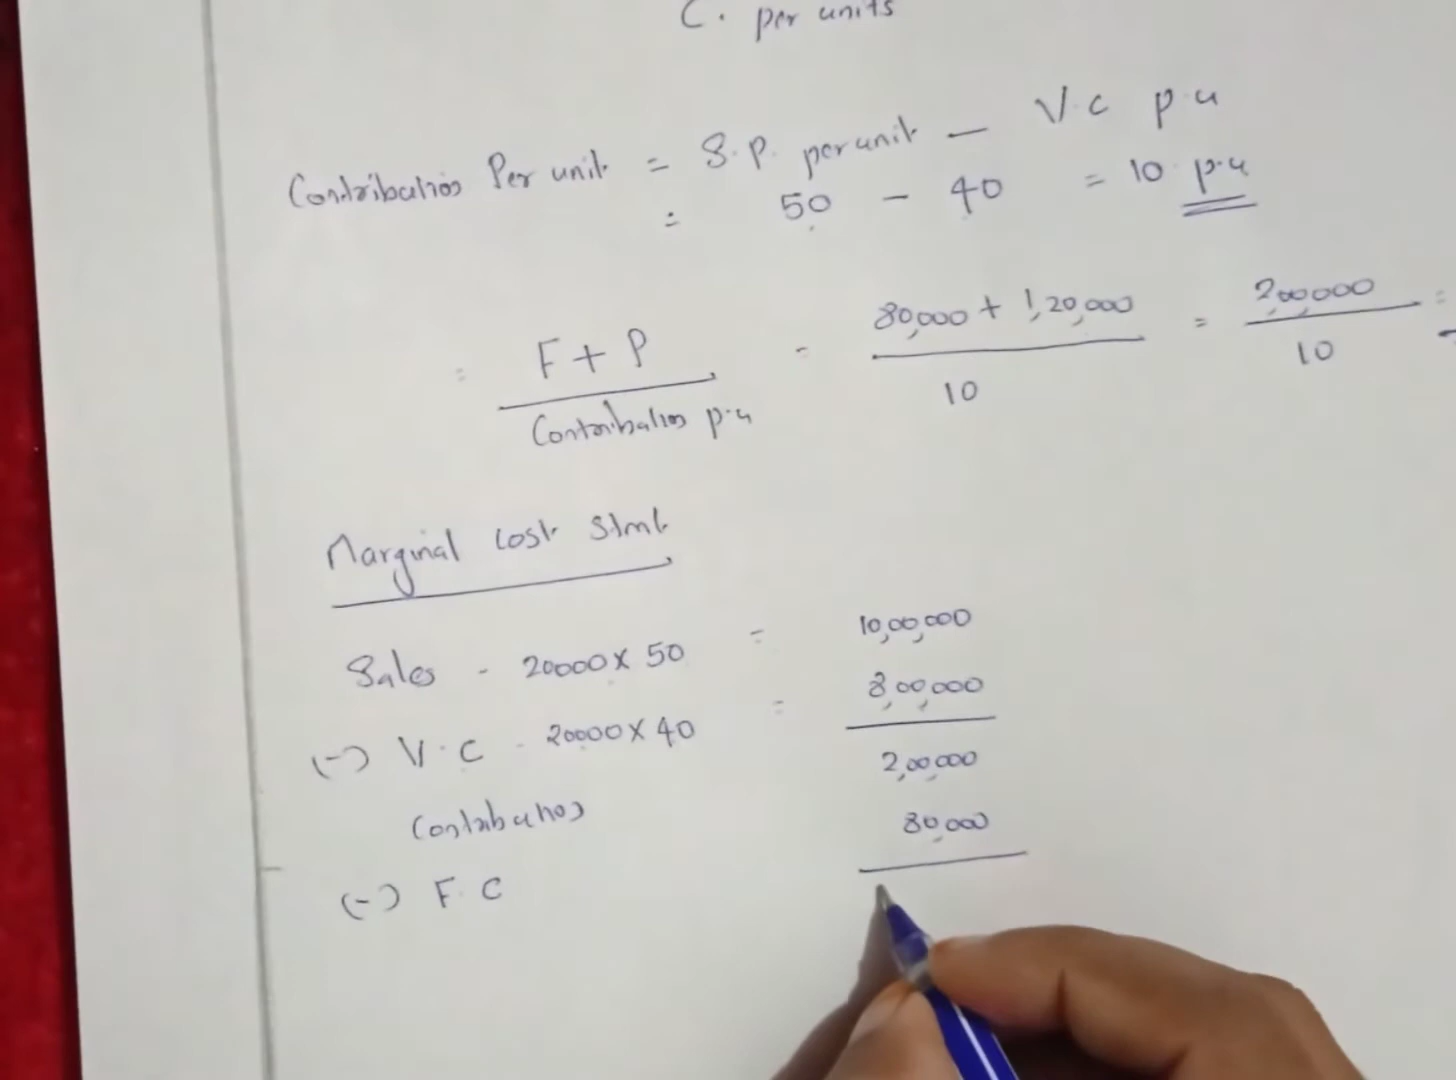 C. per units
Contribution Per unit = S.P. per unit — V.C p.u
= 50 - 40 = 10 p.u
= F + P / Contribution p.u = 80,000 + 1,20,000 / 10 = 2,00,000 / 10 =
Marginal Cost Stmt
Sales - 20000 x 50 = 10,00,000
(-) V.C - 20000 x 40 = 8,00,000
Contribution 2,00,000
(-) F.C 80,000